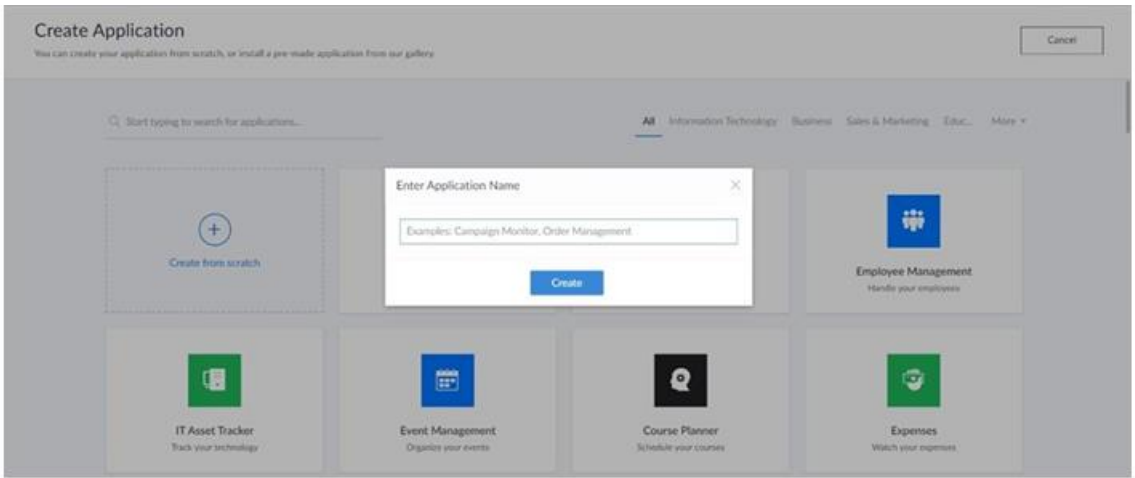 Create Application
You can create your application from scratch, or install a pre-made application from our gallery
Cancel
Start typing to search for applications...
All Information Technology Business Sales & Marketing Educ... More
Enter Application Name
Examples: Campaign Monitor, Order Management
Create
Create from scratch
Employee Management
Handle your employees
IT Asset Tracker
Track your technology
Event Management
Organize your events
Course Planner
Schedule your courses
Expenses
Watch your expenses